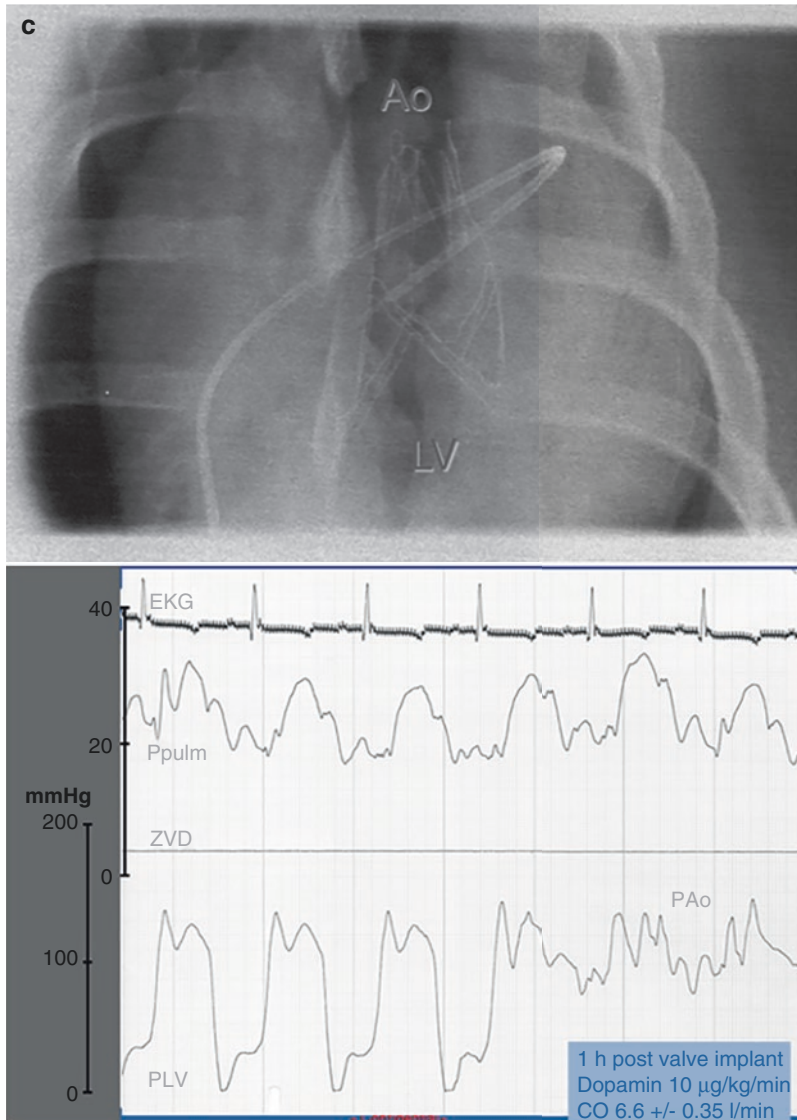 c
Ao
LV
40
EKG
20
Ppulm
mmHg
200
ZVD
0
PAo
100
1 h post valve implant
Dopamin 10 μg/kg/min
CO 6.6 +/- 0.35 l/min
PLV
0